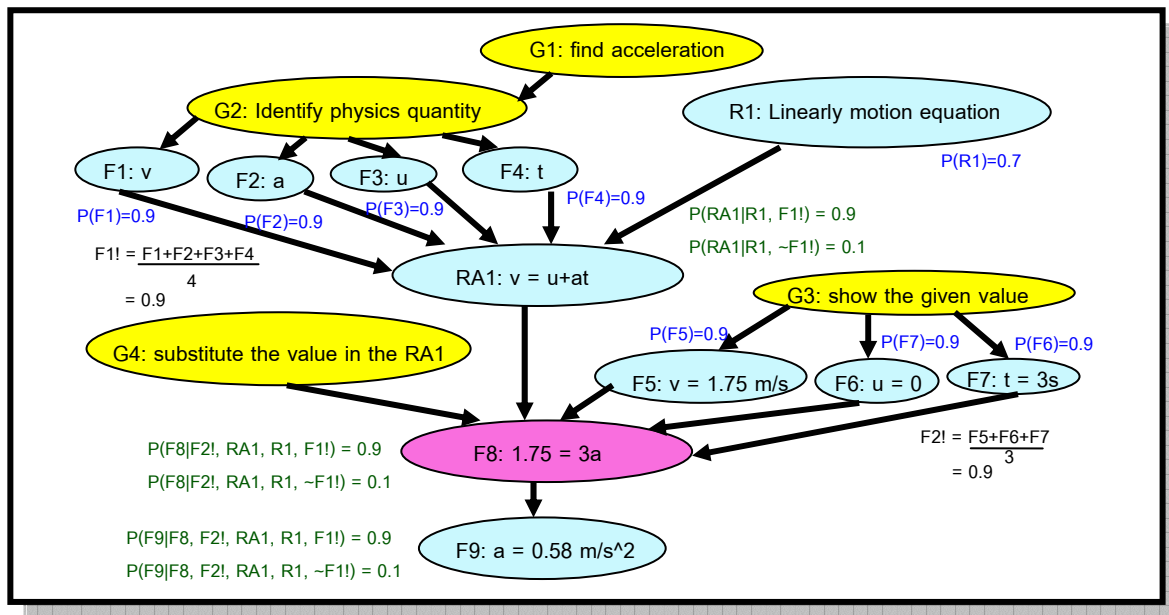 G1: find acceleration
G2: Identify physics quantity
R1: Linearly motion equation
P(R1)=0.7
F1: v
F2: a
F3: u
F4: t
P(F1)=0.9
P(F2)=0.9
P(F3)=0.9
P(F4)=0.9
P(RA1|R1, F1!) = 0.9
P(RA1|R1, ~F1!) = 0.1
F1! = F1+F2+F3+F4
4
= 0.9
RA1: v = u+at
G3: show the given value
G4: substitute the value in the RA1
P(F5)=0.9
P(F7)=0.9
P(F6)=0.9
F5: v = 1.75 m/s
F6: u = 0
F7: t = 3s
F2! = F5+F6+F7
3
= 0.9
P(F8|F2!, RA1, R1, F1!) = 0.9
P(F8|F2!, RA1, R1, ~F1!) = 0.1
F8: 1.75 = 3a
P(F9|F8, F2!, RA1, R1, F1!) = 0.9
P(F9|F8, F2!, RA1, R1, ~F1!) = 0.1
F9: a = 0.58 m/s^2